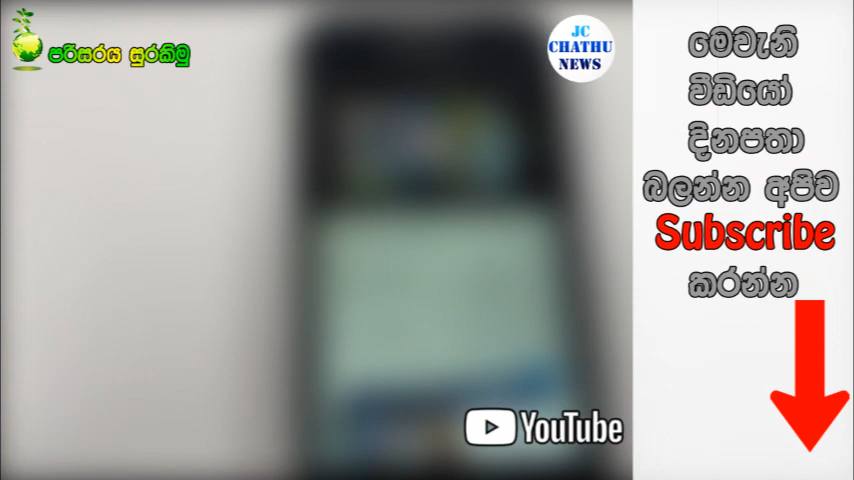 පරිසරය සුරකිමු
JC
CHATHU
NEWS
මෙවැනි
වීඩියෝ
දිනපතා
බලන්න අපිව
Subscribe
කරන්න
YouTube